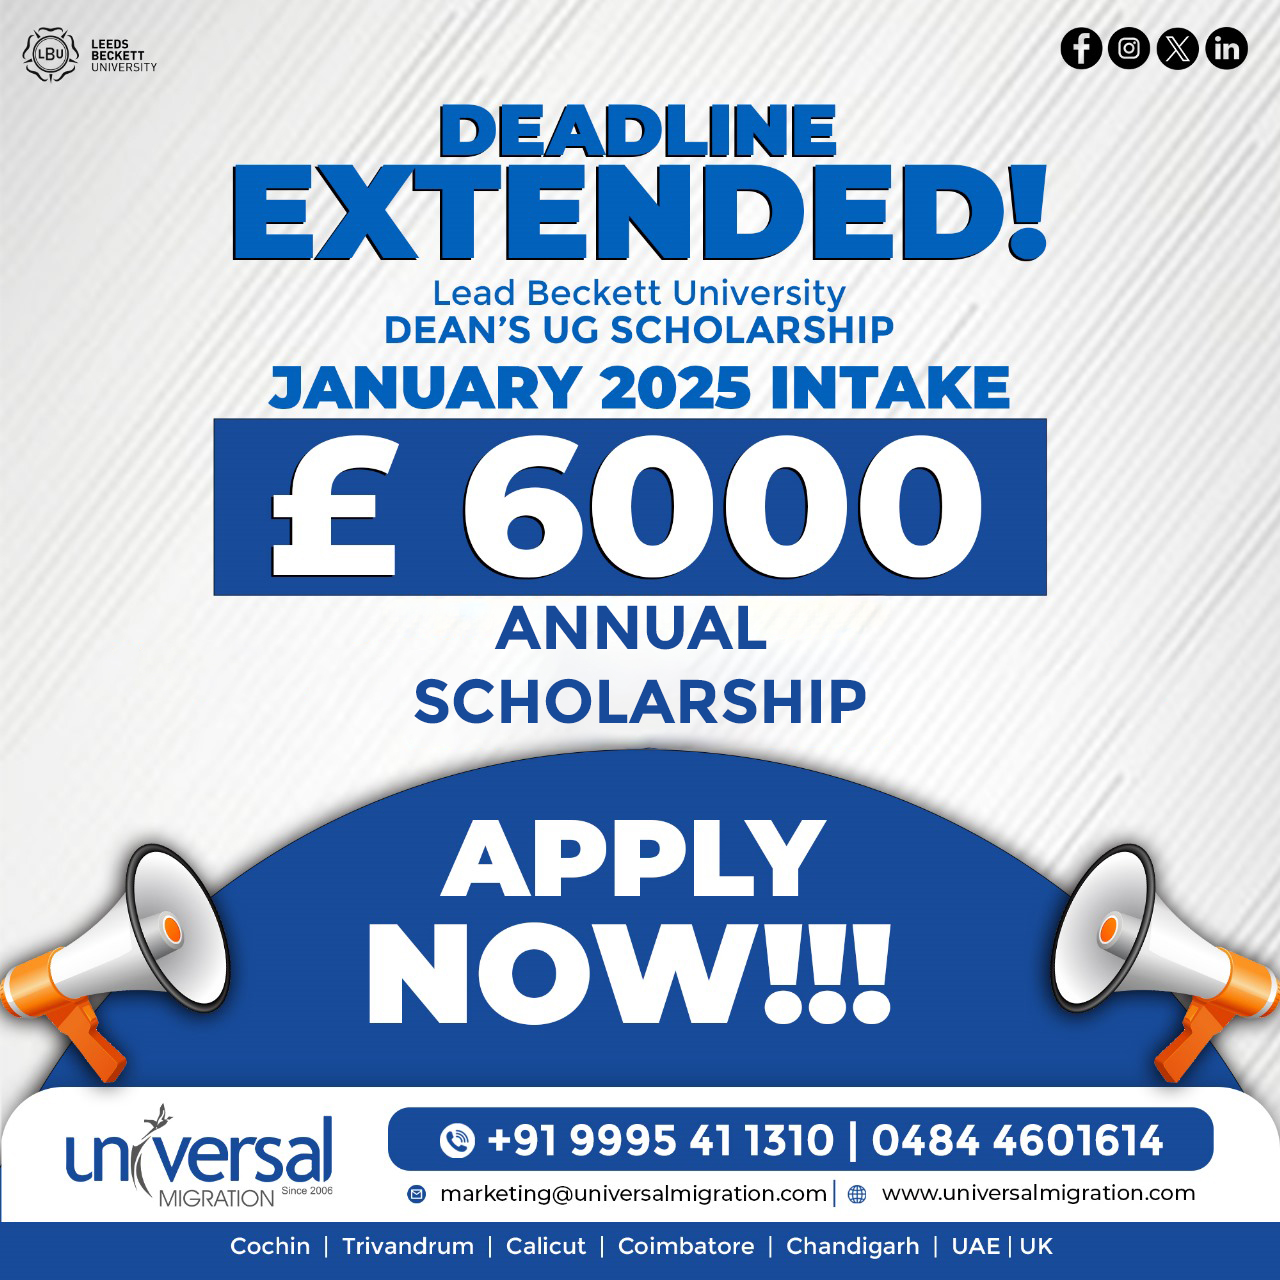 LBU
LEEDS
BECKETT
UNIVERSITY
DEADLINE
EXTENDED!
Lead Beckett University
DEAN'S UG SCHOLARSHIP
JANUARY 2025 INTAKE
£ 6000
ANNUAL
SCHOLARSHIP
APPLY
NOW!!!
universal
MIGRATION Since 2006
+91 9995 41 1310 | 0484 4601614
marketing@universalmigration.com | www.universalmigration.com
Cochin | Trivandrum | Calicut | Coimbatore | Chandigarh | UAE | UK